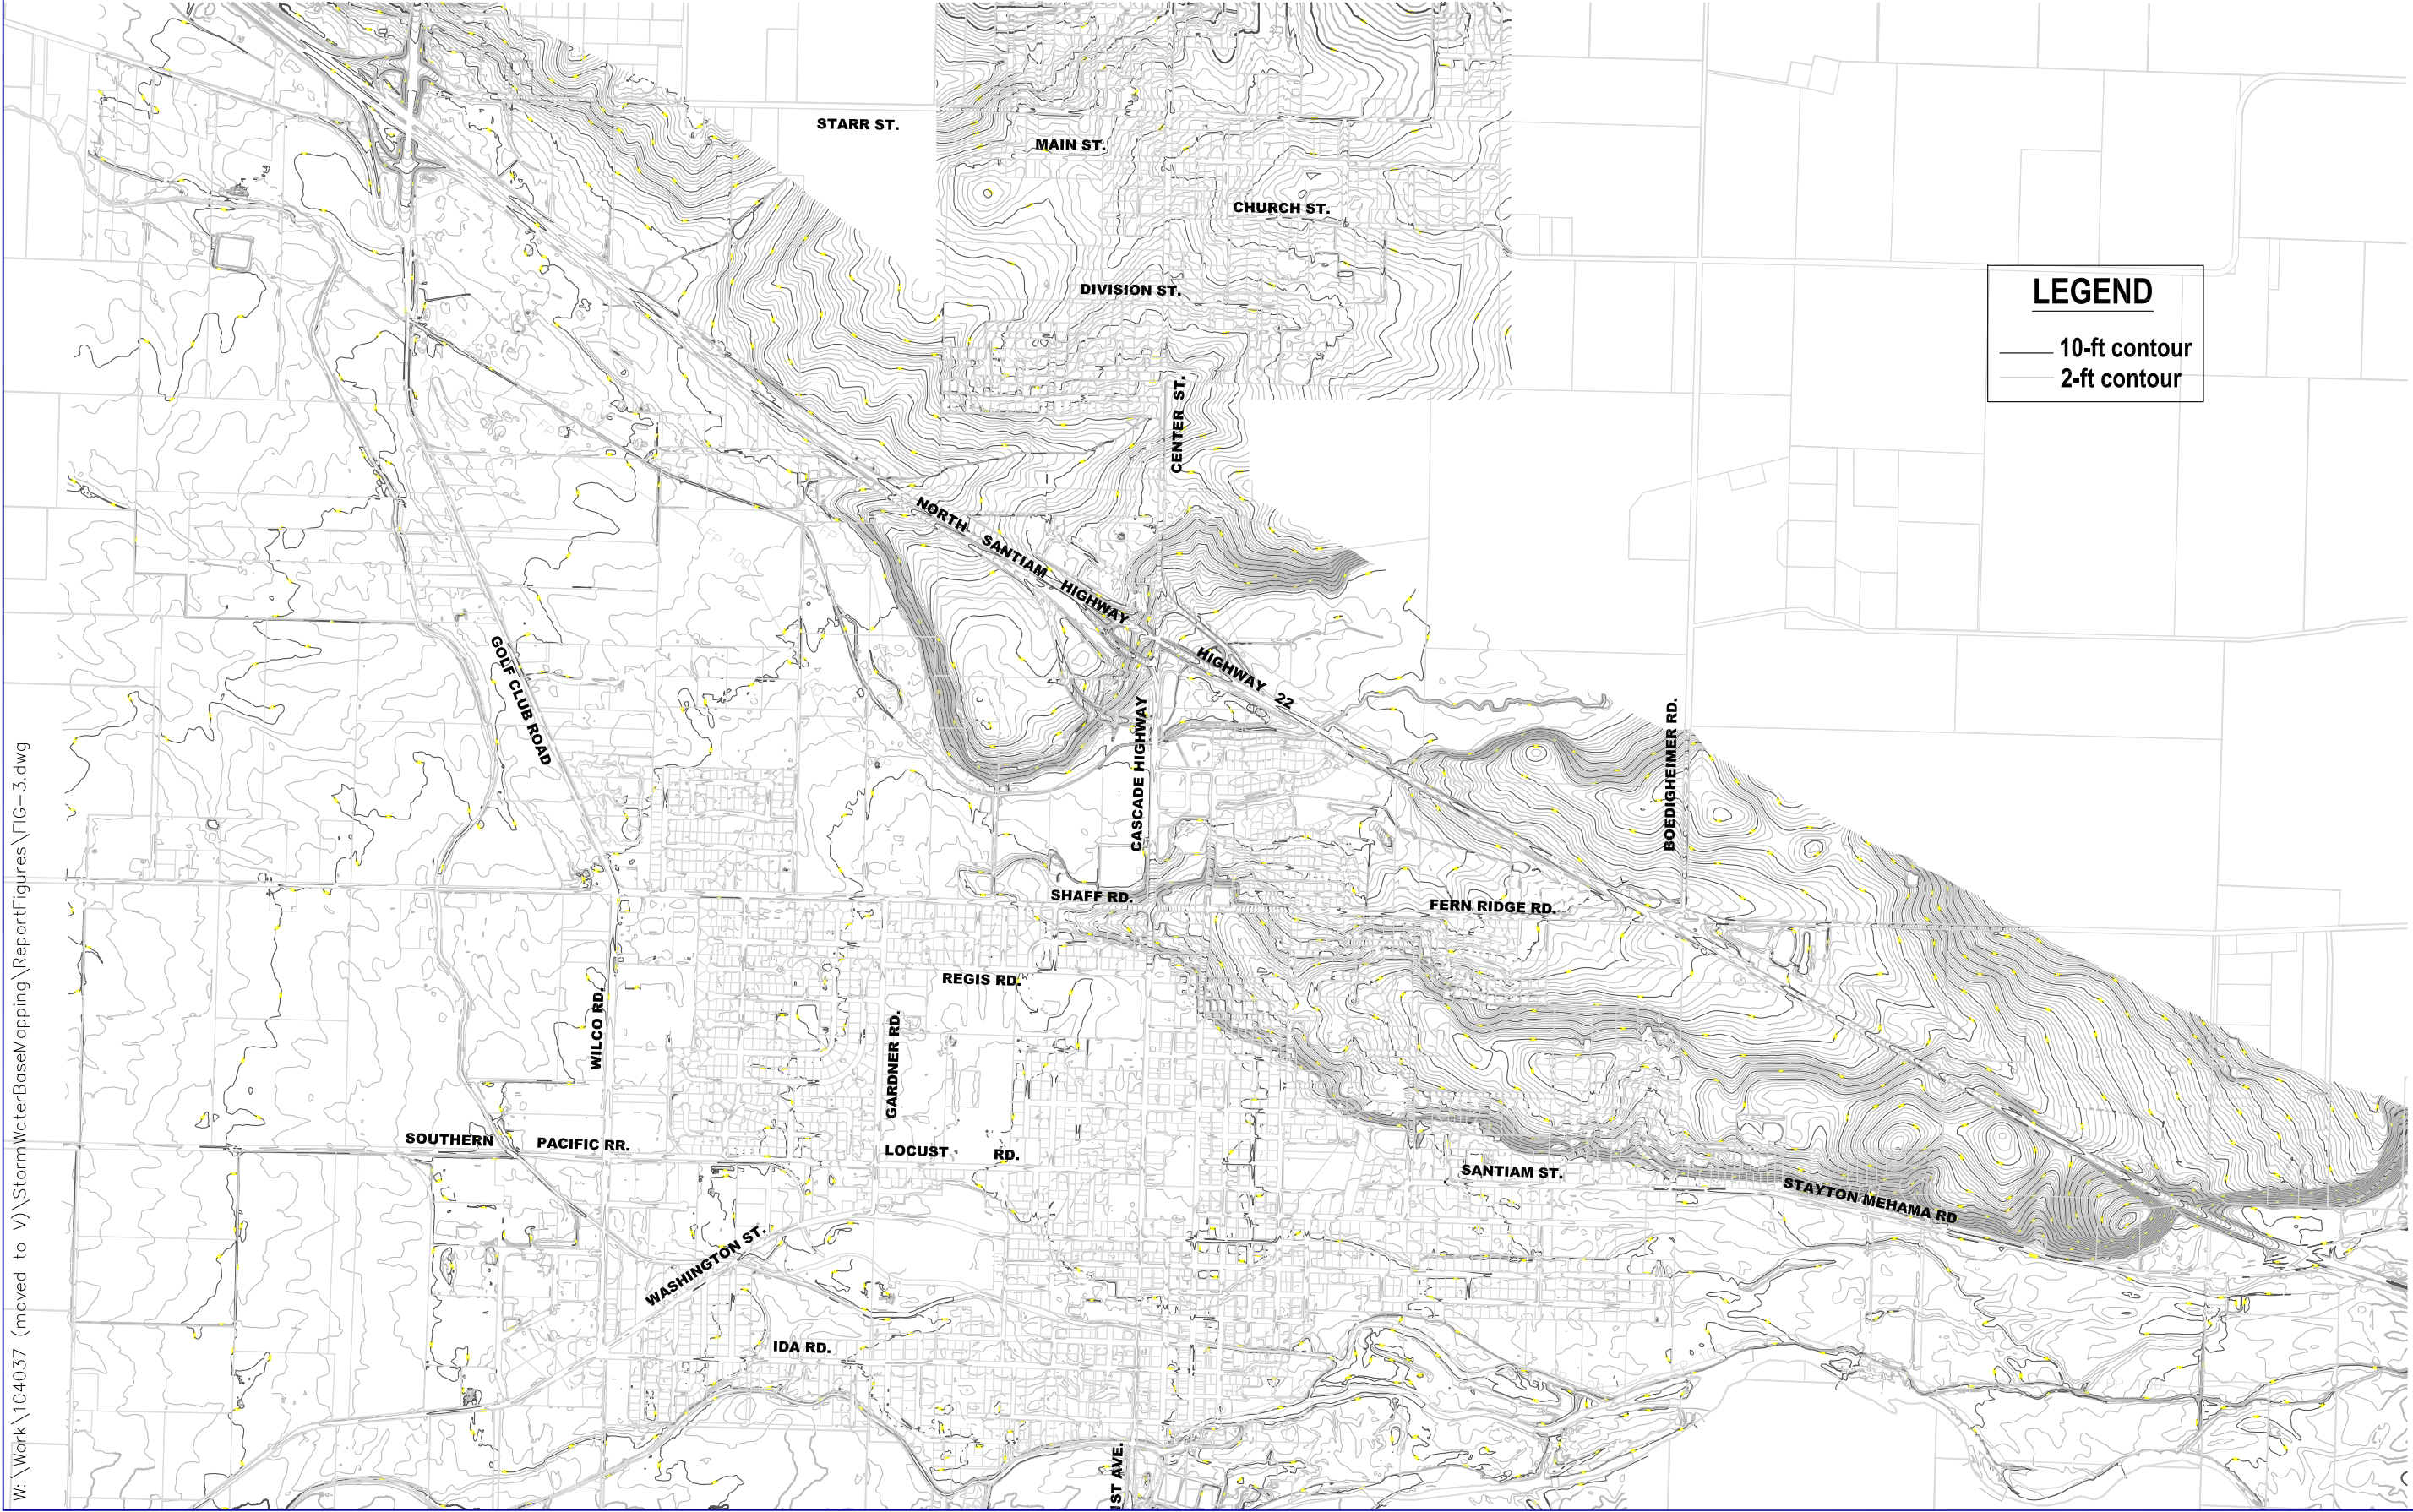 STARR ST.
MAIN ST.
CHURCH ST.
DIVISION ST.
CENTER ST.
LEGEND
10-ft contour
2-ft contour
NORTH SANTIAM HIGHWAY
HIGHWAY 22
GOLF CLUB ROAD
CASCADE HIGHWAY
BOEDIGHEIMER RD.
SHAFF RD.
FERN RIDGE RD.
REGIS RD.
WILCO RD.
GARDNER RD.
SOUTHERN PACIFIC RR.
LOCUST RD.
SANTIAM ST.
STAYTON MEHAMA RD
WASHINGTON ST.
IDA RD.
1ST AVE.
W:\Work\104037 (moved to V)\StormWaterBaseMapping\ReportFigures\FIG-3.dwg